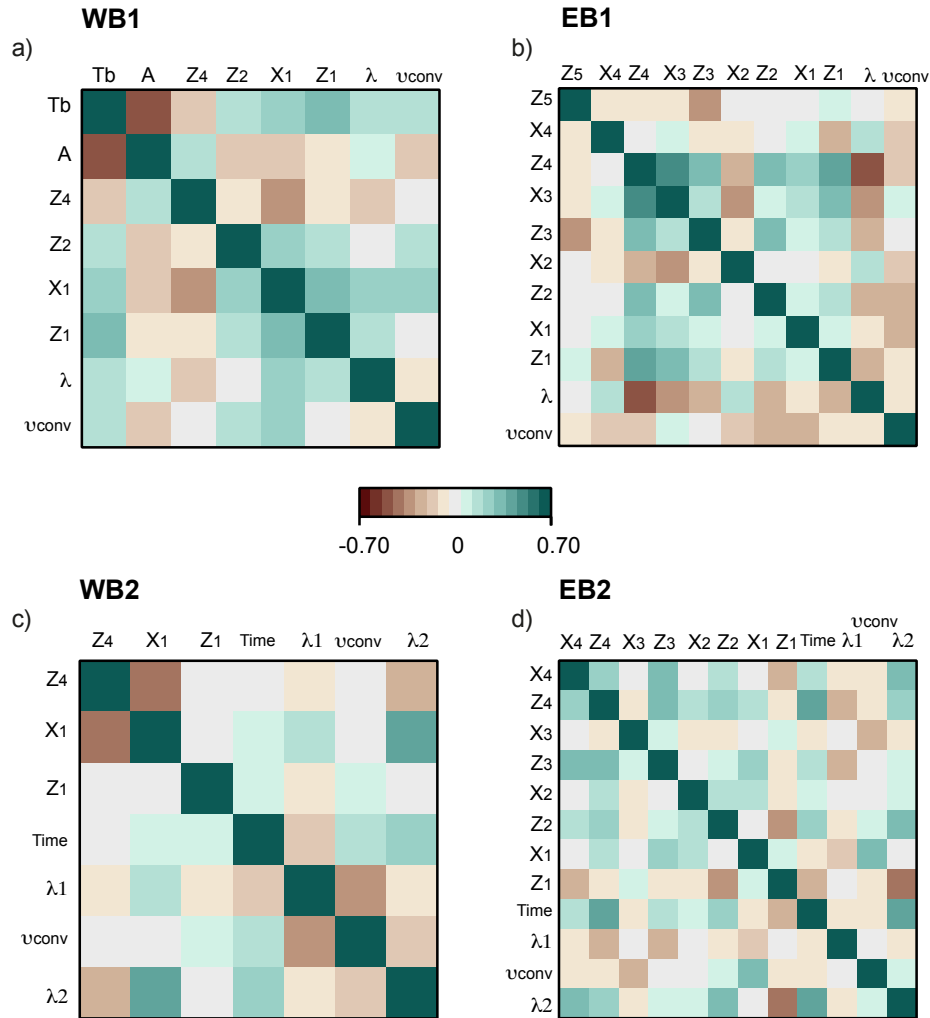 WB1
EB1
a)
b)
Tb A Z4 Z2 X1 Z1 λ υconv
Z5 X4 Z4 X3 Z3 X2 Z2 X1 Z1 λ υconv
Tb
A
Z4
Z2
X1
Z1
λ
υconv
Z5
X4
Z4
X3
Z3
X2
Z2
X1
Z1
λ
υconv
-0.70 0 0.70
WB2
EB2
c)
d)
Z4 X1 Z1 Time λ1 υconv λ2
υconv
X4 Z4 X3 Z3 X2 Z2 X1 Z1 Time λ1 λ2
Z4
X1
Z1
Time
λ1
υconv
λ2
X4
Z4
X3
Z3
X2
Z2
X1
Z1
Time
λ1
υconv
λ2